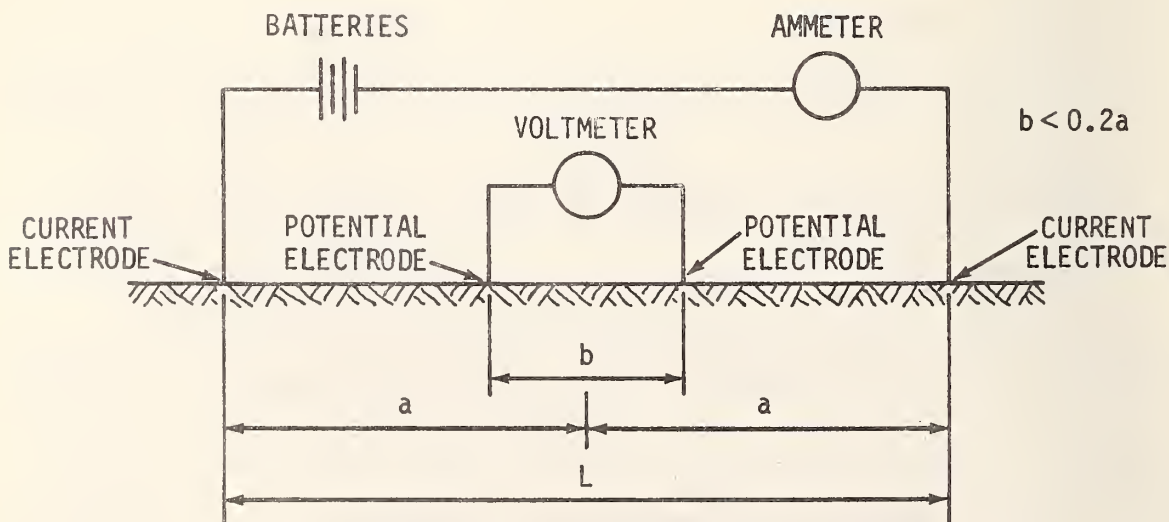 BATTERIES
AMMETER
b < 0.2a
VOLTMETER
CURRENT
ELECTRODE
POTENTIAL
ELECTRODE
POTENTIAL
ELECTRODE
CURRENT
ELECTRODE
b
a
a
L